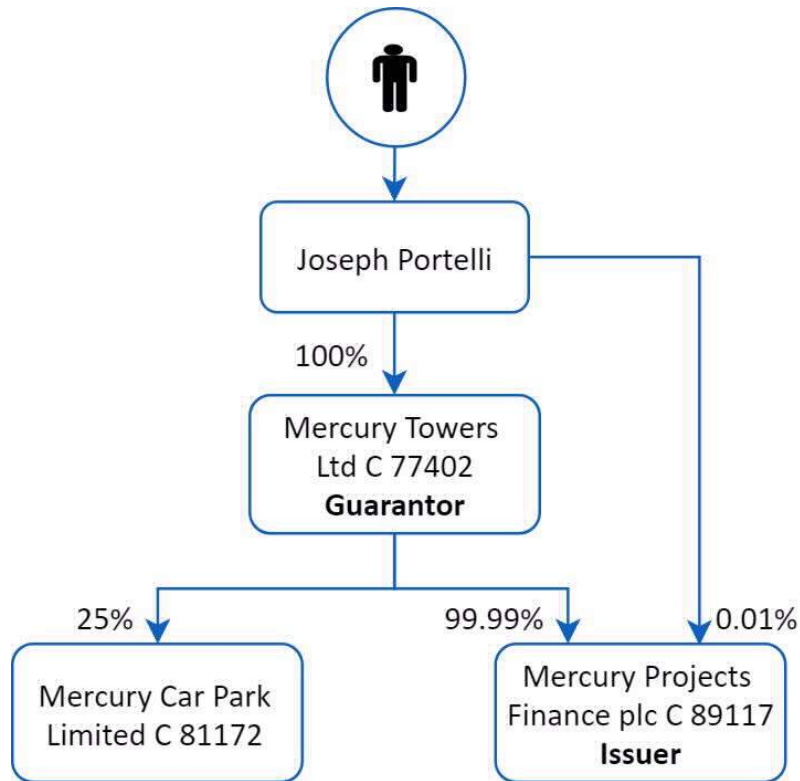 Joseph Portelli
100%
Mercury Towers
Ltd C 77402
Guarantor
25%
99.99%
0.01%
Mercury Car Park
Limited C 81172
Mercury Projects
Finance plc C 89117
Issuer